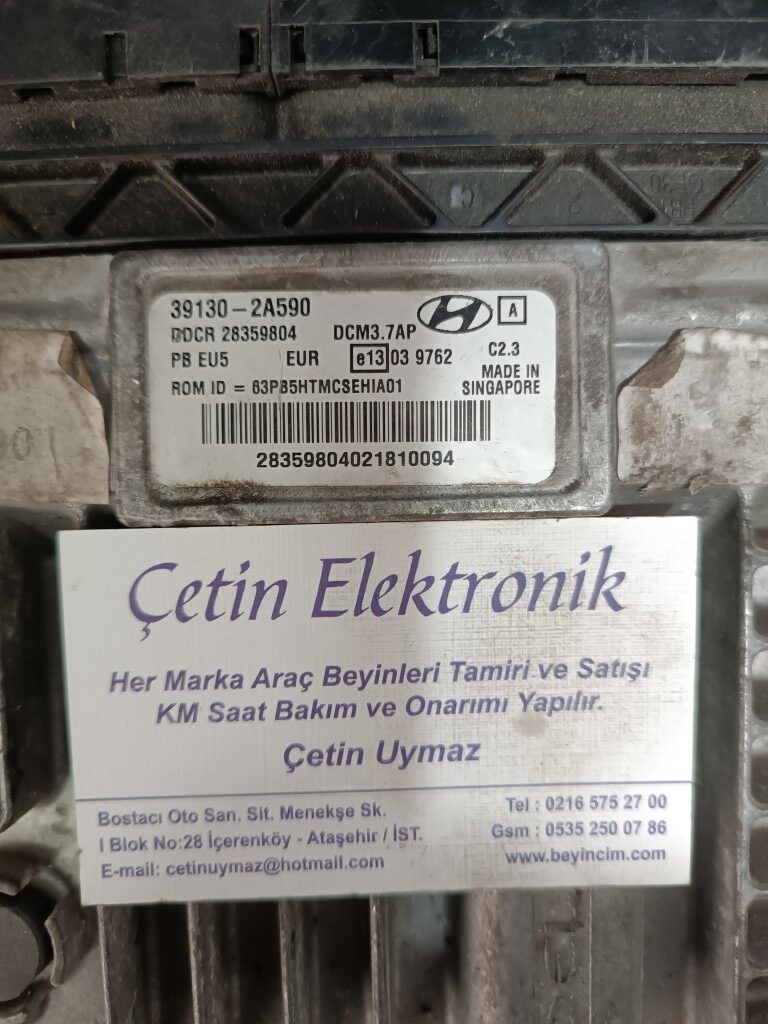 39130-2A590
A
DDCR 28359804 DCM3.7AP
PB EU5 EUR e13 03 9762 C2.3
MADE IN
ROM ID = 63PB5HTMCSEHIA01 SINGAPORE
28359804021810094
Çetin Elektronik
Her Marka Araç Beyinleri Tamiri ve Satışı
KM Saat Bakım ve Onarımı Yapılır.
Çetin Uymaz
Bostacı Oto San. Sit. Menekşe Sk.
I Blok No:28 İçerenköy - Ataşehir / İST.
E-mail: cetinuymaz@hotmail.com
Tel : 0216 575 27 00
Gsm : 0535 250 07 86
www.beyincim.com